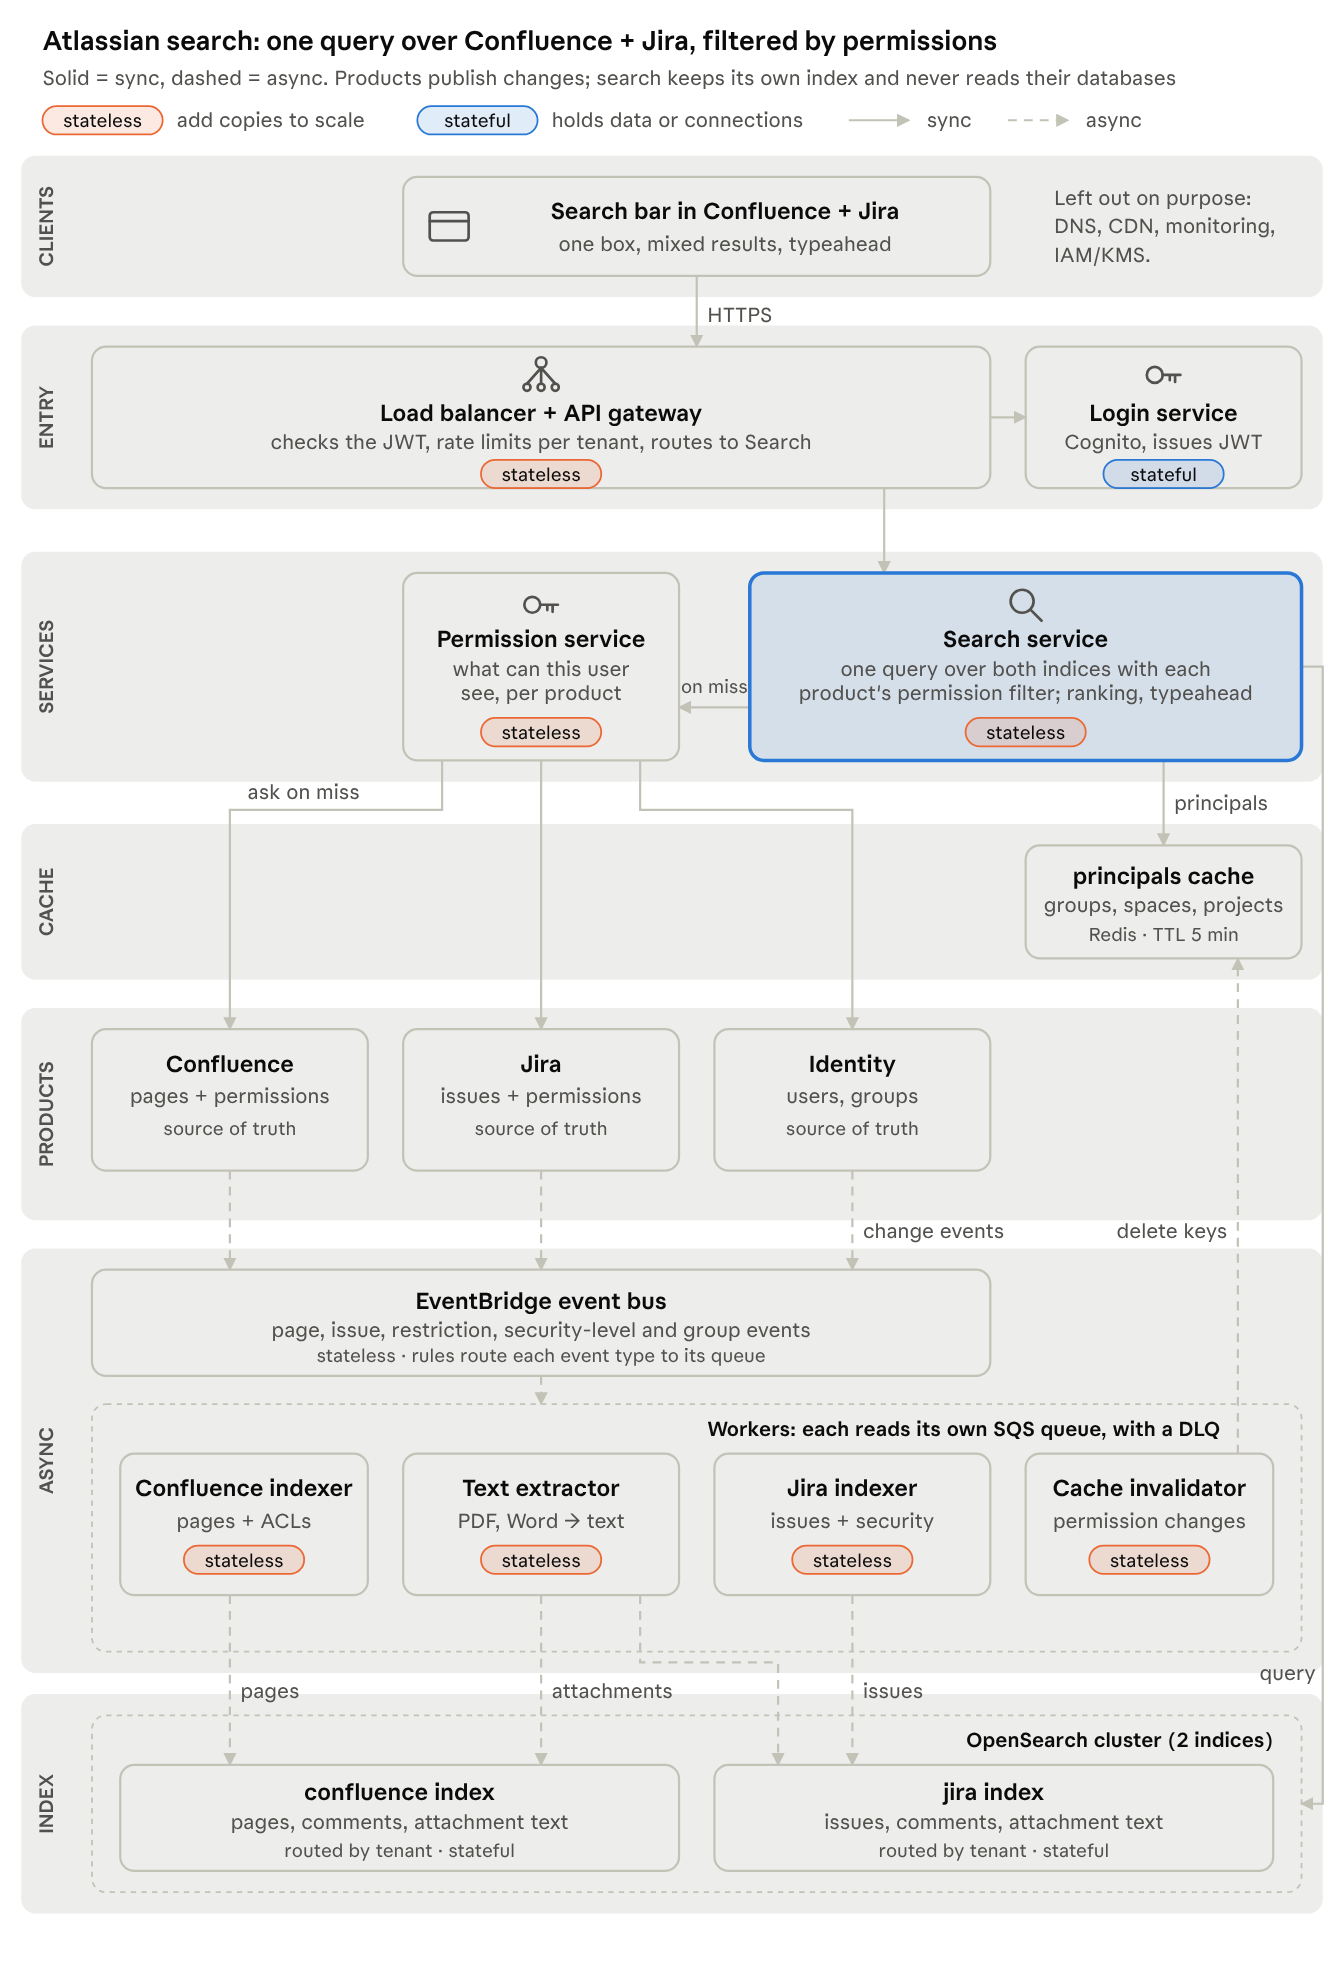 Atlassian search: one query over Confluence + Jira, filtered by permissions
Solid = sync, dashed = async. Products publish changes; search keeps its own index and never reads their databases
stateless add copies to scale stateful holds data or connections sync async
CLIENTS
Search bar in Confluence + Jira
one box, mixed results, typeahead
Left out on purpose:
DNS, CDN, monitoring,
IAM/KMS.
HTTPS
ENTRY
Load balancer + API gateway
checks the JWT, rate limits per tenant, routes to Search
stateless
Login service
Cognito, issues JWT
stateful
SERVICES
Permission service
what can this user
see, per product
stateless
on miss
Search service
one query over both indices with each
product's permission filter; ranking, typeahead
stateless
ask on miss
principals
CACHE
principals cache
groups, spaces, projects
Redis · TTL 5 min
PRODUCTS
Confluence
pages + permissions
source of truth
Jira
issues + permissions
source of truth
Identity
users, groups
source of truth
change events
delete keys
ASYNC
EventBridge event bus
page, issue, restriction, security-level and group events
stateless · rules route each event type to its queue
Workers: each reads its own SQS queue, with a DLQ
Confluence indexer
pages + ACLs
stateless
Text extractor
PDF, Word → text
stateless
Jira indexer
issues + security
stateless
Cache invalidator
permission changes
stateless
query
pages
attachments
issues
INDEX
OpenSearch cluster (2 indices)
confluence index
pages, comments, attachment text
routed by tenant · stateful
jira index
issues, comments, attachment text
routed by tenant · stateful